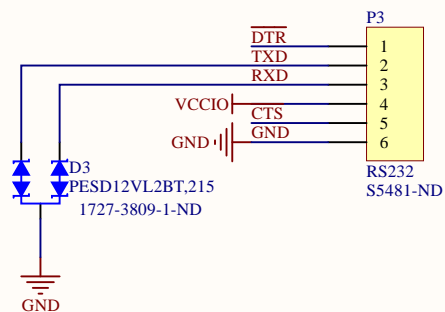 P3
DTR 1
TXD 2
RXD 3
VCCIO 4
CTS 5
GND GND 6
RS232
S5481-ND
D3
PESD12VL2BT,215
1727-3809-1-ND
GND